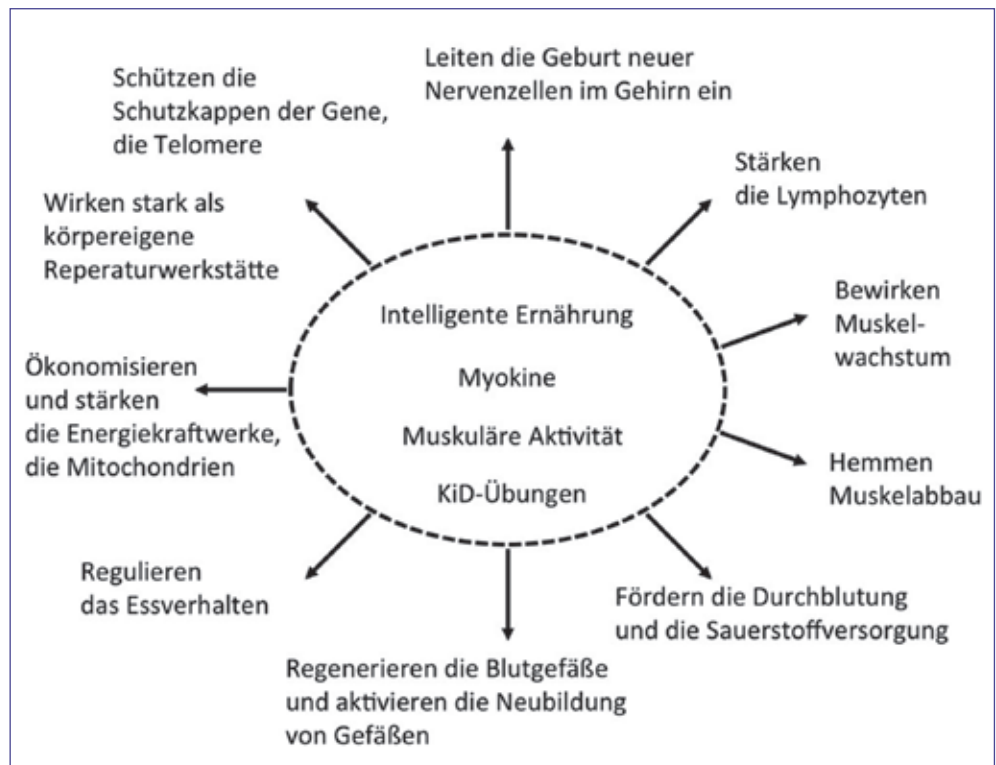 Leiten die Geburt neuer
Nervenzellen im Gehirn ein
Schützen die
Schutzkappen der Gene,
die Telomere
Stärken
die Lymphozyten
Wirken stark als
körpereigene
Reperaturwerkstätte
Bewirken
Muskel-
wachstum
Intelligente Ernährung
Myokine
Muskuläre Aktivität
KiD-Übungen
Ökonomisieren
und stärken
die Energiekraftwerke,
die Mitochondrien
Hemmen
Muskelabbau
Regulieren
das Essverhalten
Fördern die Durchblutung
und die Sauerstoffversorgung
Regenerieren die Blutgefäße
und aktivieren die Neubildung
von Gefäßen